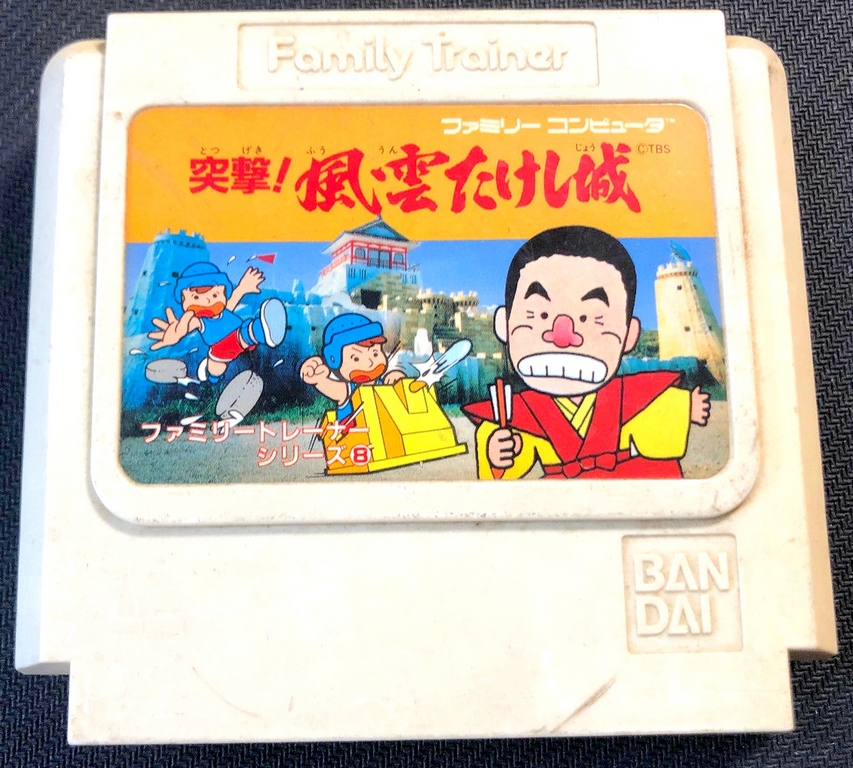 Family Trainer
ファミリー コンピュータ™
とつ げき ふう うん じょう
突撃!風雲たけし城 ©TBS
ファミリートレーナー
シリーズ⑧
BAN
DAI